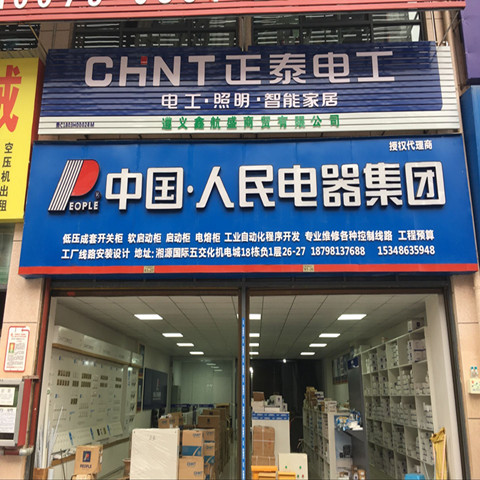 CHNT 正泰电工
电工·照明·智能家居
遵义鑫航盛商贸有限公司
授权代理商
PEOPLE 中国·人民电器集团
低压成套开关柜 软启动柜 启动柜 电熔柜 工业自动化程序开发 专业维修各种控制线路 工程预算
工厂线路安装设计 地址:湘源国际五交化机电城18栋负1层26-27 18798137688 15348635948
空压机出租